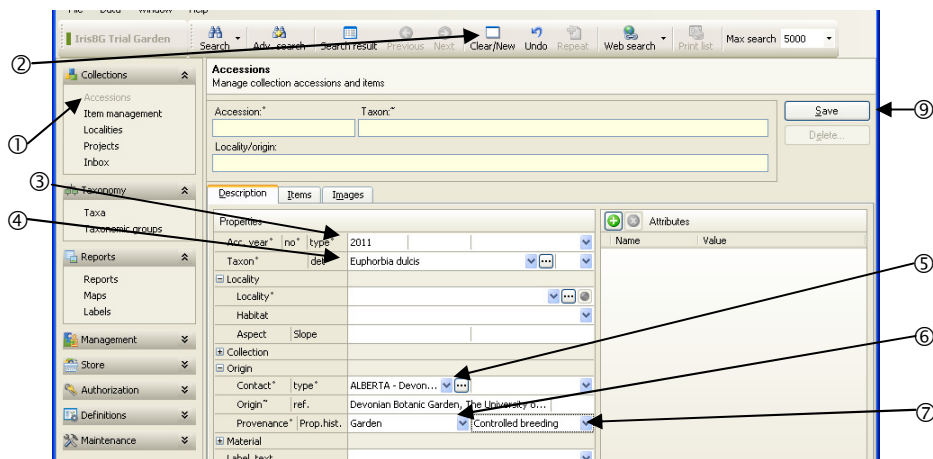 File Data Window Help
IrisBG Trial Garden Search Adv. search Search result Previous Next Clear/New Undo Repeat Web search Print list Max search 5000
②
Collections
Accessions
Item management
Localities
Projects
Inbox
①
Taxonomy
Taxa
Taxonomic groups
③
④
Reports
Reports
Maps
Labels
Management
Store
Authorization
Definitions
Maintenance
Accessions
Manage collection accessions and items
Accession:* Taxon:~
Locality/origin:
Save
⑨
Delete...
Description Items Images
Properties
Acc. year* no* type* 2011
Taxon* det Euphorbia dulcis
Locality
Locality*
Habitat
Aspect Slope
Collection
Origin
Contact* type* ALBERTA - Devon...
Origin~ ref. Devonian Botanic Garden, The University o...
Provenance* Prop.hist. Garden Controlled breeding
Material
Label text
Attributes
Name Value
⑤
⑥
⑦